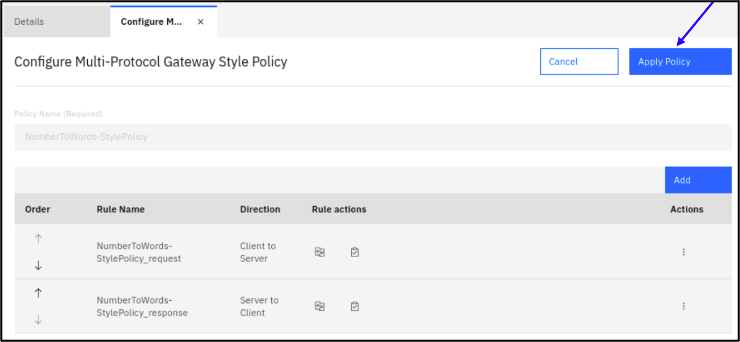 Details
Configure M...
Configure Multi-Protocol Gateway Style Policy
Cancel
Apply Policy
Policy Name (Required)
NumberToWords-StylePolicy
Add
Order Rule Name Direction Rule actions Actions
NumberToWords-
StylePolicy_request
Client to
Server
NumberToWords-
StylePolicy_response
Server to
Client